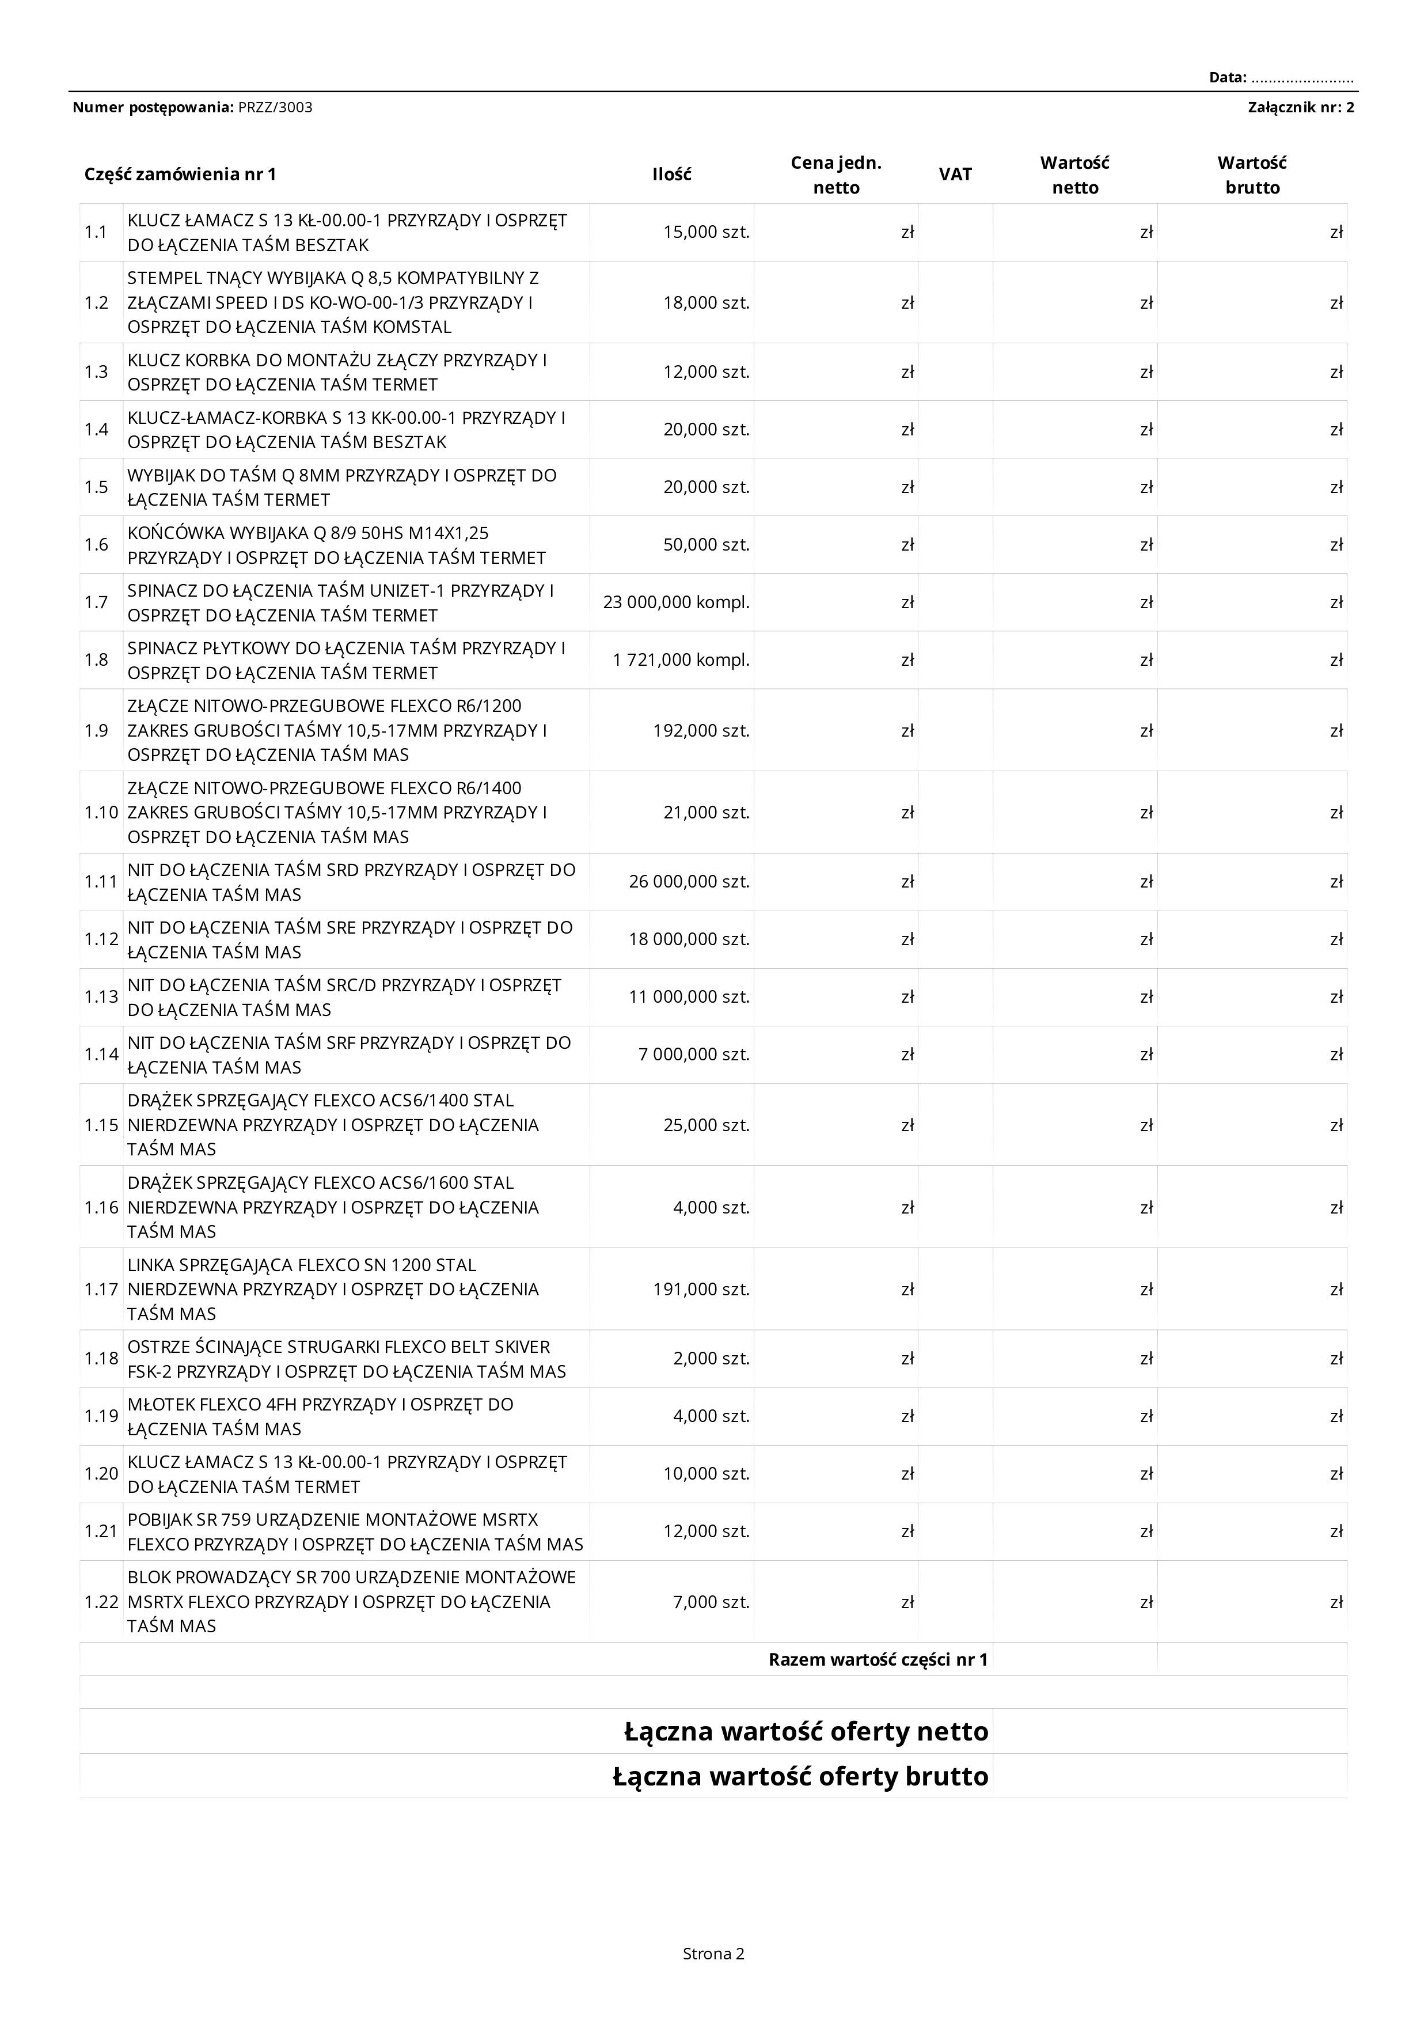 Data: ........................
Numer postępowania: PRZZ/3003 Załącznik nr: 2
Część zamówienia nr 1 Ilość Cena jedn. netto VAT Wartość netto Wartość brutto
1.1 KLUCZ ŁAMACZ S 13 KŁ-00.00-1 PRZYRZĄDY I OSPRZĘT
DO ŁĄCZENIA TAŚM BESZTAK 15,000 szt. zł zł zł
1.2 STEMPEL TNĄCY WYBIJAKA Q 8,5 KOMPATYBILNY Z
ZŁĄCZAMI SPEED I DS KO-WO-00-1/3 PRZYRZĄDY I
OSPRZĘT DO ŁĄCZENIA TAŚM KOMSTAL 18,000 szt. zł zł zł
1.3 KLUCZ KORBKA DO MONTAŻU ZŁĄCZY PRZYRZĄDY I
OSPRZĘT DO ŁĄCZENIA TAŚM TERMET 12,000 szt. zł zł zł
1.4 KLUCZ-ŁAMACZ-KORBKA S 13 KK-00.00-1 PRZYRZĄDY I
OSPRZĘT DO ŁĄCZENIA TAŚM BESZTAK 20,000 szt. zł zł zł
1.5 WYBIJAK DO TAŚM Q 8MM PRZYRZĄDY I OSPRZĘT DO
ŁĄCZENIA TAŚM TERMET 20,000 szt. zł zł zł
1.6 KOŃCÓWKA WYBIJAKA Q 8/9 50HS M14X1,25
PRZYRZĄDY I OSPRZĘT DO ŁĄCZENIA TAŚM TERMET 50,000 szt. zł zł zł
1.7 SPINACZ DO ŁĄCZENIA TAŚM UNIZET-1 PRZYRZĄDY I
OSPRZĘT DO ŁĄCZENIA TAŚM TERMET 23 000,000 kompl. zł zł zł
1.8 SPINACZ PŁYTKOWY DO ŁĄCZENIA TAŚM PRZYRZĄDY I
OSPRZĘT DO ŁĄCZENIA TAŚM TERMET 1 721,000 kompl. zł zł zł
1.9 ZŁĄCZE NITOWO-PRZEGUBOWE FLEXCO R6/1200
ZAKRES GRUBOŚCI TAŚMY 10,5-17MM PRZYRZĄDY I
OSPRZĘT DO ŁĄCZENIA TAŚM MAS 192,000 szt. zł zł zł
1.10 ZŁĄCZE NITOWO-PRZEGUBOWE FLEXCO R6/1400
ZAKRES GRUBOŚCI TAŚMY 10,5-17MM PRZYRZĄDY I
OSPRZĘT DO ŁĄCZENIA TAŚM MAS 21,000 szt. zł zł zł
1.11 NIT DO ŁĄCZENIA TAŚM SRD PRZYRZĄDY I OSPRZĘT DO
ŁĄCZENIA TAŚM MAS 26 000,000 szt. zł zł zł
1.12 NIT DO ŁĄCZENIA TAŚM SRE PRZYRZĄDY I OSPRZĘT DO
ŁĄCZENIA TAŚM MAS 18 000,000 szt. zł zł zł
1.13 NIT DO ŁĄCZENIA TAŚM SRC/D PRZYRZĄDY I OSPRZĘT
DO ŁĄCZENIA TAŚM MAS 11 000,000 szt. zł zł zł
1.14 NIT DO ŁĄCZENIA TAŚM SRF PRZYRZĄDY I OSPRZĘT DO
ŁĄCZENIA TAŚM MAS 7 000,000 szt. zł zł zł
1.15 DRĄŻEK SPRZĘGAJĄCY FLEXCO ACS6/1400 STAL
NIERDZEWNA PRZYRZĄDY I OSPRZĘT DO ŁĄCZENIA
TAŚM MAS 25,000 szt. zł zł zł
1.16 DRĄŻEK SPRZĘGAJĄCY FLEXCO ACS6/1600 STAL
NIERDZEWNA PRZYRZĄDY I OSPRZĘT DO ŁĄCZENIA
TAŚM MAS 4,000 szt. zł zł zł
1.17 LINKA SPRZĘGAJĄCA FLEXCO SN 1200 STAL
NIERDZEWNA PRZYRZĄDY I OSPRZĘT DO ŁĄCZENIA
TAŚM MAS 191,000 szt. zł zł zł
1.18 OSTRZE ŚCINAJĄCE STRUGARKI FLEXCO BELT SKIVER
FSK-2 PRZYRZĄDY I OSPRZĘT DO ŁĄCZENIA TAŚM MAS 2,000 szt. zł zł zł
1.19 MŁOTEK FLEXCO 4FH PRZYRZĄDY I OSPRZĘT DO
ŁĄCZENIA TAŚM MAS 4,000 szt. zł zł zł
1.20 KLUCZ ŁAMACZ S 13 KŁ-00.00-1 PRZYRZĄDY I OSPRZĘT
DO ŁĄCZENIA TAŚM TERMET 10,000 szt. zł zł zł
1.21 POBIJAK SR 759 URZĄDZENIE MONTAŻOWE MSRTX
FLEXCO PRZYRZĄDY I OSPRZĘT DO ŁĄCZENIA TAŚM MAS 12,000 szt. zł zł zł
1.22 BLOK PROWADZĄCY SR 700 URZĄDZENIE MONTAŻOWE
MSRTX FLEXCO PRZYRZĄDY I OSPRZĘT DO ŁĄCZENIA
TAŚM MAS 7,000 szt. zł zł zł
Razem wartość części nr 1
Łączna wartość oferty netto
Łączna wartość oferty brutto
Strona 2